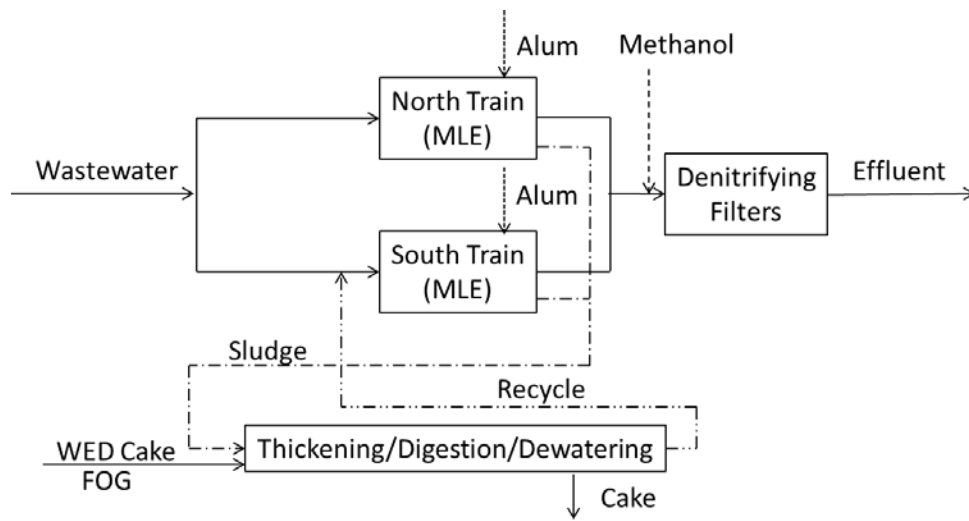 Alum
Methanol
North Train
(MLE)
Wastewater
Alum
Denitrifying
Filters
Effluent
South Train
(MLE)
Sludge
Recycle
WED Cake
FOG
Thickening/Digestion/Dewatering
Cake